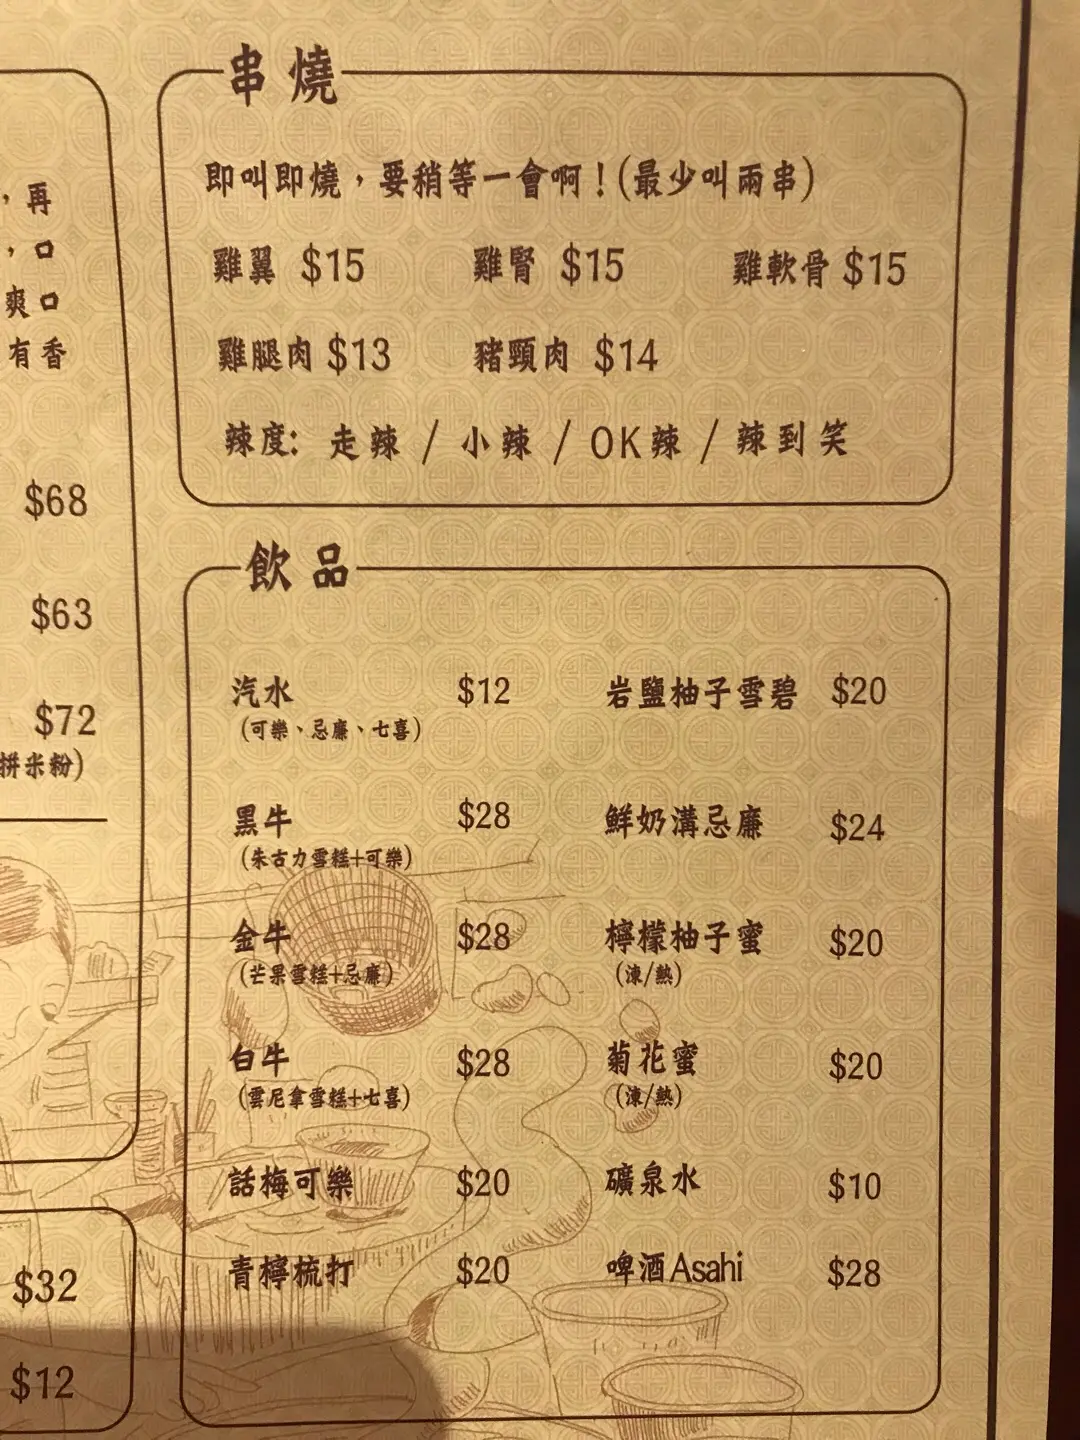 ，再
，口
爽口
有香
$68
$63
$72
拼米粉)
$32
$12
串燒
即叫即燒，要稍等一會啊！(最少叫兩串)
雞翼 $15 雞腎 $15 雞軟骨 $15
雞腿肉 $13 豬頸肉 $14
辣度: 走辣 / 小辣 / OK辣 / 辣到笑
飲品
汽水 $12 岩鹽柚子雪碧 $20
(可樂、忌廉、七喜)
黑牛 $28 鮮奶溝忌廉 $24
(朱古力雪糕+可樂)
金牛 $28 檸檬柚子蜜 $20
(芒果雪糕+忌廉) (涷/熱)
白牛 $28 菊花蜜 $20
(雲尼拿雪糕+七喜) (涷/熱)
話梅可樂 $20 礦泉水 $10
青檸梳打 $20 啤酒Asahi $28